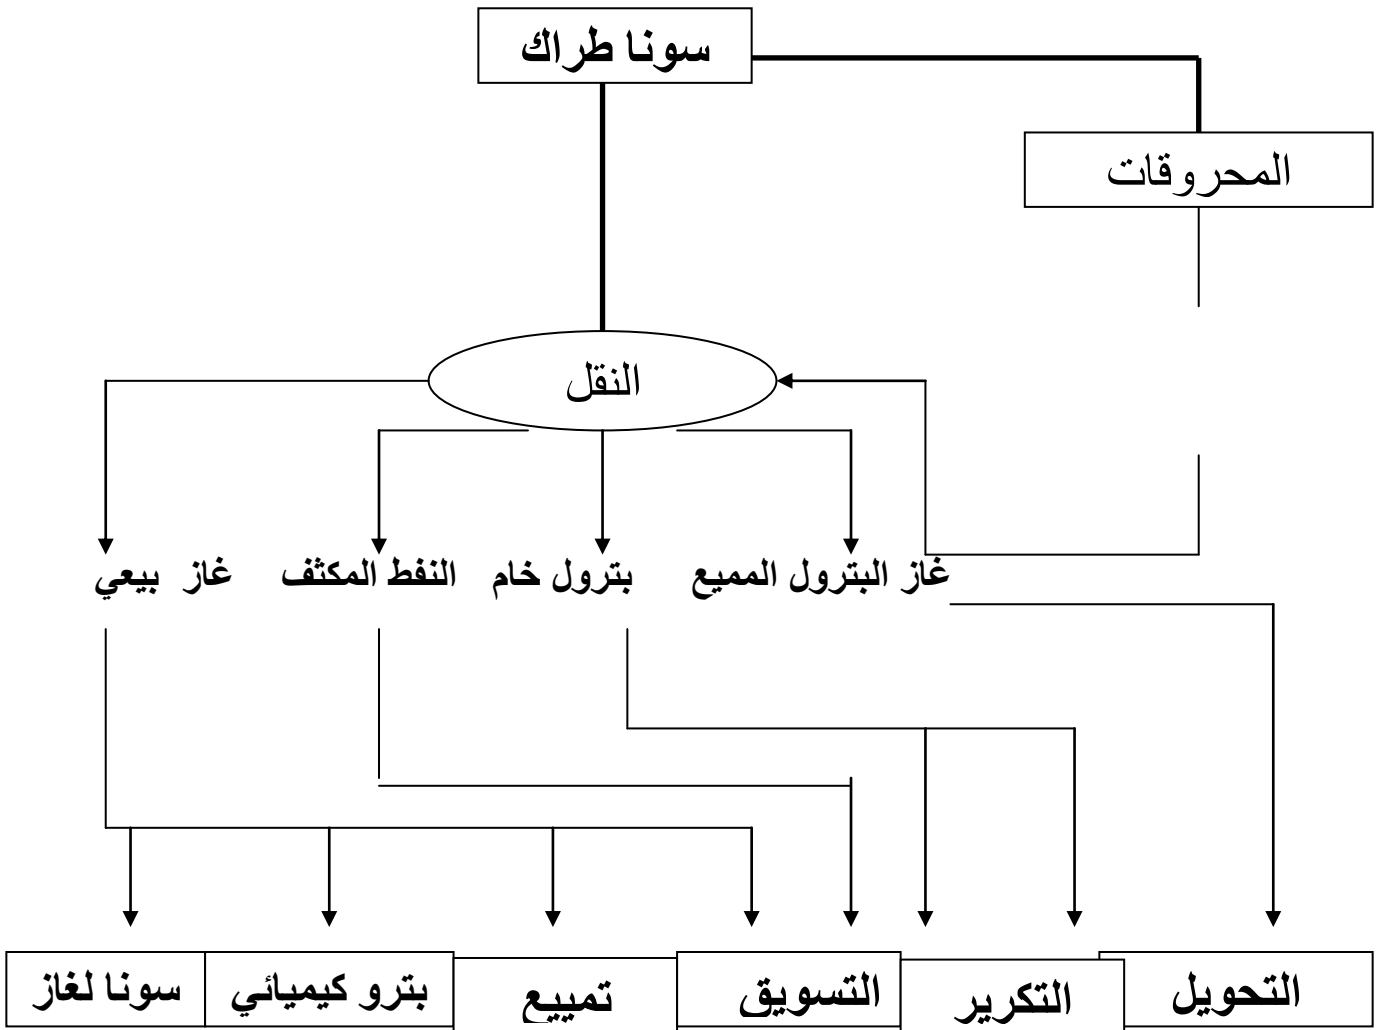 سونا طراك
المحروقات
النقل
غاز البترول المميع
بترول خام
النفط المكثف
غاز بيعي
التحويل
التكرير
التسويق
تمييع
بترو كيميائي
سونا لغاز